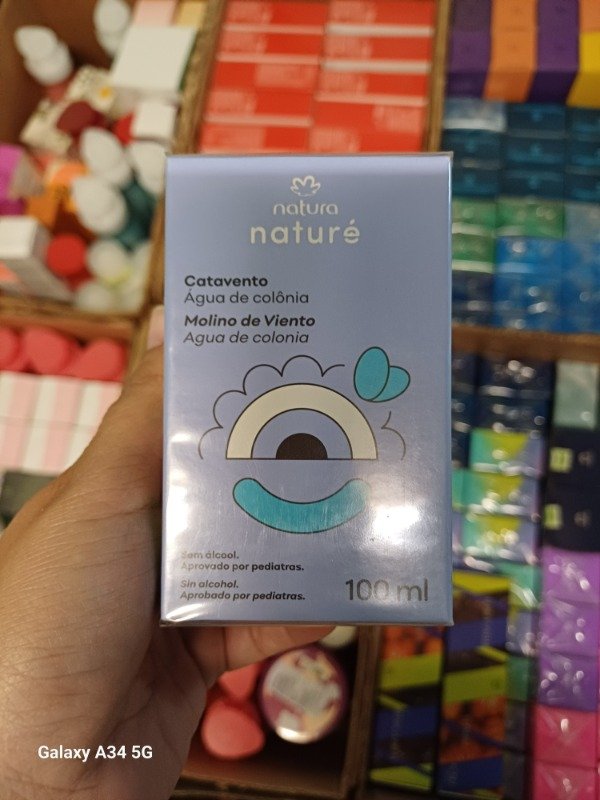 natura
naturé
Catavento
Água de colônia
Molino de Viento
Agua de colonia
Sem álcool.
Aprovado por pediatras.
Sin alcohol.
Aprobado por pediatras.
100 ml
Galaxy A34 5G